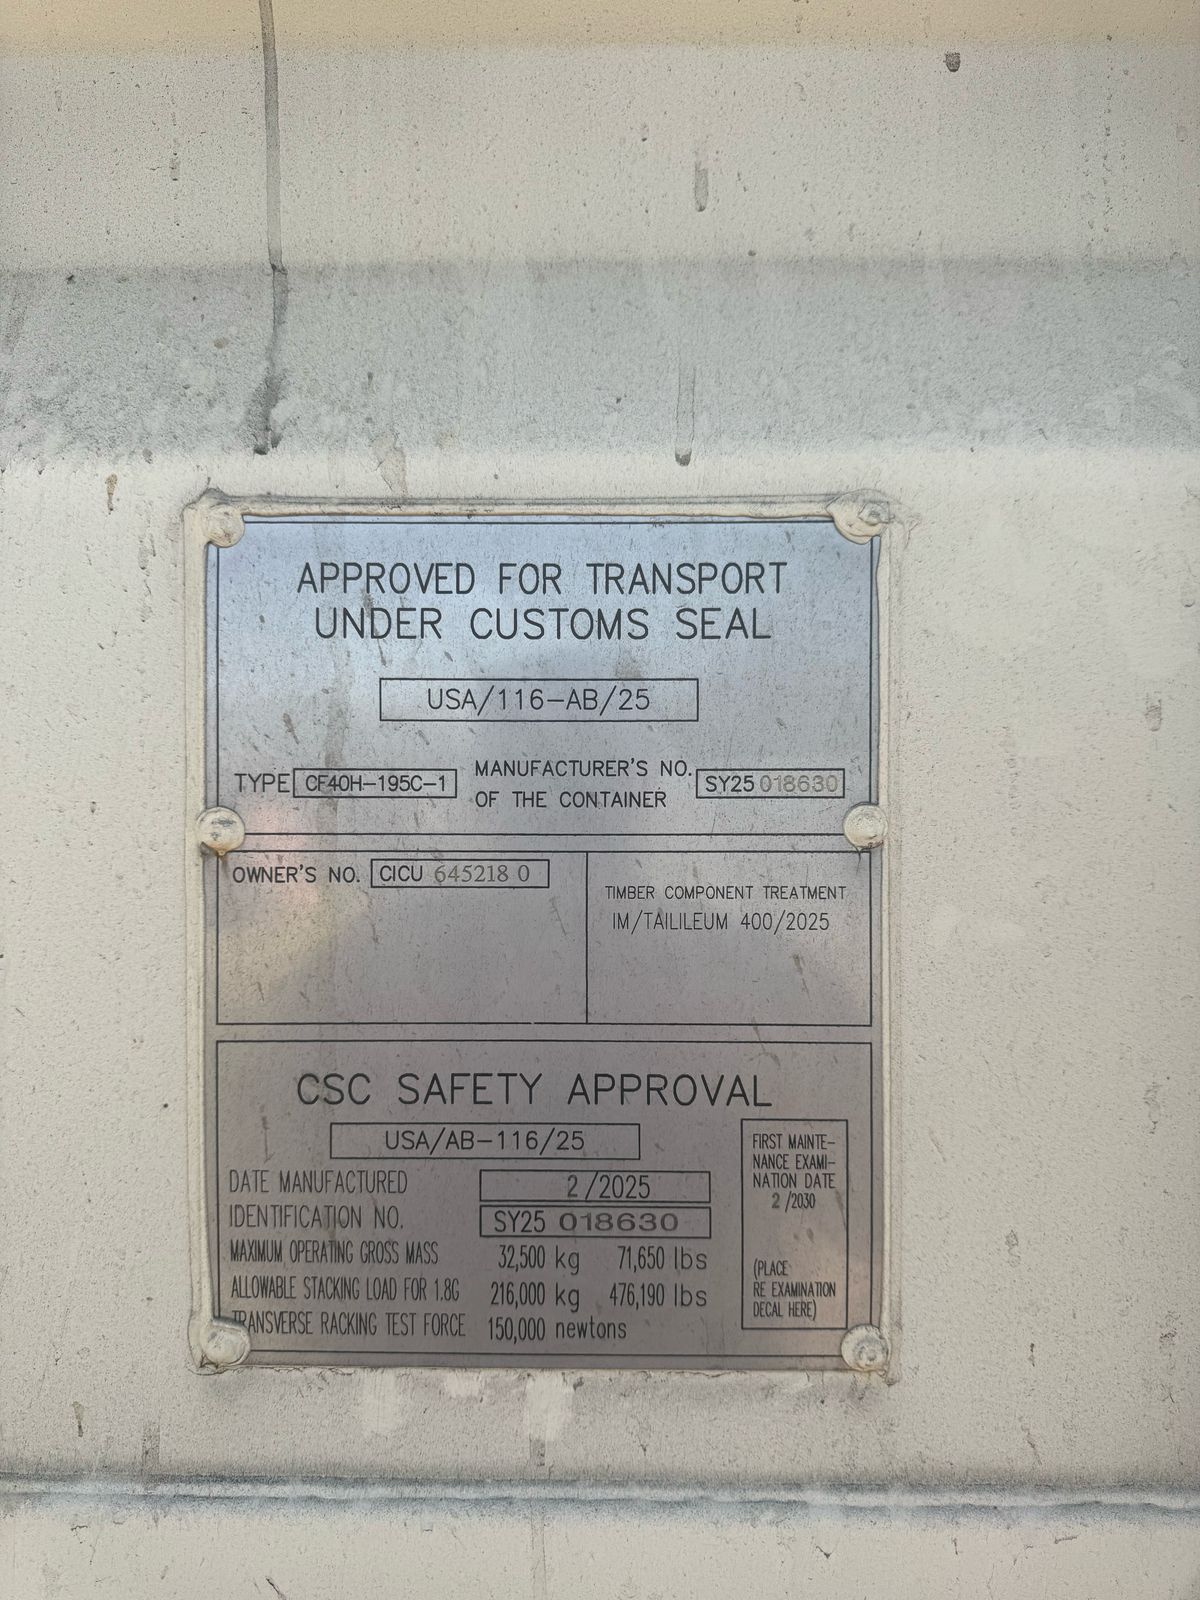 APPROVED FOR TRANSPORT
UNDER CUSTOMS SEAL
USA/116-AB/25
TYPE CF40H-195C-1
MANUFACTURER'S NO.
OF THE CONTAINER
SY25 018630
OWNER'S NO. CICU 645218 0
TIMBER COMPONENT TREATMENT
IM/TAILILEUM 400/2025
CSC SAFETY APPROVAL
USA/AB-116/25
DATE MANUFACTURED 2/2025
IDENTIFICATION NO. SY25 018630
MAXIMUM OPERATING GROSS MASS 32,500 kg 71,650 lbs
ALLOWABLE STACKING LOAD FOR 1.8G 216,000 kg 476,190 lbs
TRANSVERSE RACKING TEST FORCE 150,000 newtons
FIRST MAINTE-
NANCE EXAMI-
NATION DATE
2 /2030
(PLACE
RE EXAMINATION
DECAL HERE)